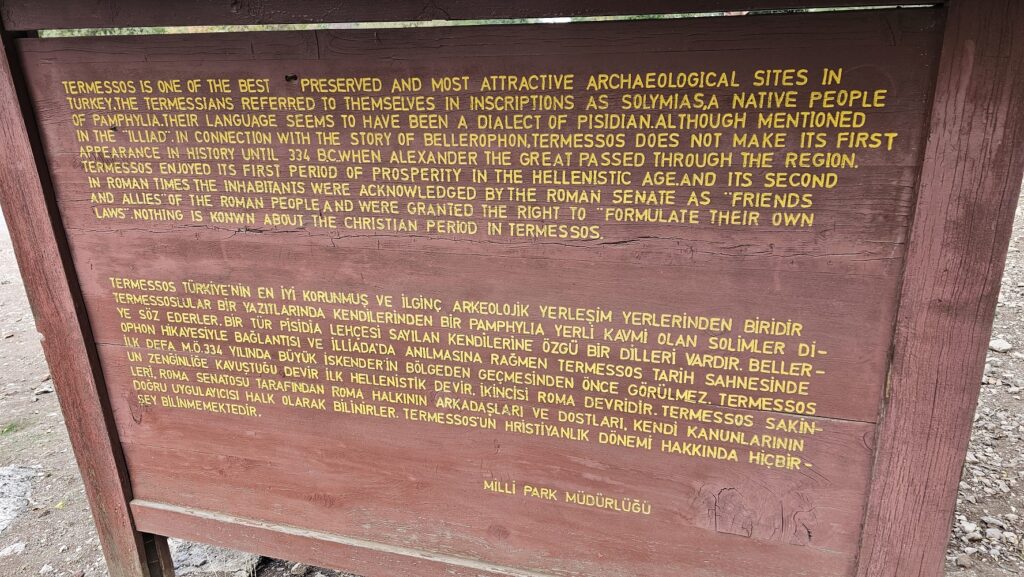 TERMESSOS IS ONE OF THE BEST PRESERVED AND MOST ATTRACTIVE ARCHAEOLOGICAL SITES IN
TURKEY,THE TERMESSIANS REFERRED TO THEMSELVES IN INSCRIPTIONS AS SOLYMIAS,A NATIVE PEOPLE
OF PAMPHYLIA.THEIR LANGUAGE SEEMS TO HAVE BEEN A DIALECT OF PISIDIAN.ALTHOUGH MENTIONED
IN THE "ILLIAD".IN CONNECTION WITH THE STORY OF BELLEROPHON,TERMESSOS DOES NOT MAKE ITS FIRST
APPEARANCE IN HISTORY UNTIL 334 B.C.WHEN ALEXANDER THE GREAT PASSED THROUGH THE REGION.
TERMESSOS ENJOYED ITS FIRST PERIOD OF PROSPERITY IN THE HELLENISTIC AGE.AND ITS SECOND
IN ROMAN TIMES THE INHABITANTS WERE ACKNOWLEDGED BY THE ROMAN SENATE AS "FRIENDS
AND ALLIES" OF THE ROMAN PEOPLE,AND WERE GRANTED THE RIGHT TO "FORMULATE THEIR OWN
LAWS".NOTHING IS KONWN ABOUT THE CHRISTIAN PERIOD IN TERMESSOS.
TERMESSOS TÜRKİYE'NİN EN İYİ KORUNMUŞ VE İLGİNÇ ARKEOLOJİK YERLEŞİM YERLERİNDEN BİRİDİR
TERMESSOSLULAR BİR YAZITLARINDA KENDİLERİNDEN BİR PAMPHYLIA YERLİ KAVMİ OLAN SOLİMLER Dİ-
YE SÖZ EDERLER.BİR TÜR PİSİDİA LEHÇESİ SAYILAN KENDİLERİNE ÖZGÜ BİR DİLLERİ VARDIR. BELLER-
OPHON HİKAYESİYLE BAĞLANTISI VE İLLİADA'DA ANILMASINA RAĞMEN TERMESSOS TARİH SAHNESİNDE
İLK DEFA M.Ö.334 YILINDA BÜYÜK İSKENDER'İN BÖLGEDEN GEÇMESİNDEN ÖNCE GÖRÜLMEZ. TERMESSOS
UN ZENĞİNLİĞE KAVUŞTUĞU DEVİR İLK HELLENİSTİK DEVİR, İKİNCİSİ ROMA DEVRİDİR. TERMESSOS SAKİN-
LERİ, ROMA SENATOSU TARAFINDAN ROMA HALKININ ARKADAŞLARI VE DOSTLARI, KENDİ KANUNLARININ
DOĞRU UYGULAYICISI HALK OLARAK BİLİNİRLER. TERMESSOS'UN HRİSTİYANLIK DÖNEMİ HAKKINDA HİÇBİR-
ŞEY BİLİNMEMEKTEDİR.
MİLLİ PARK MÜDÜRLÜĞÜ